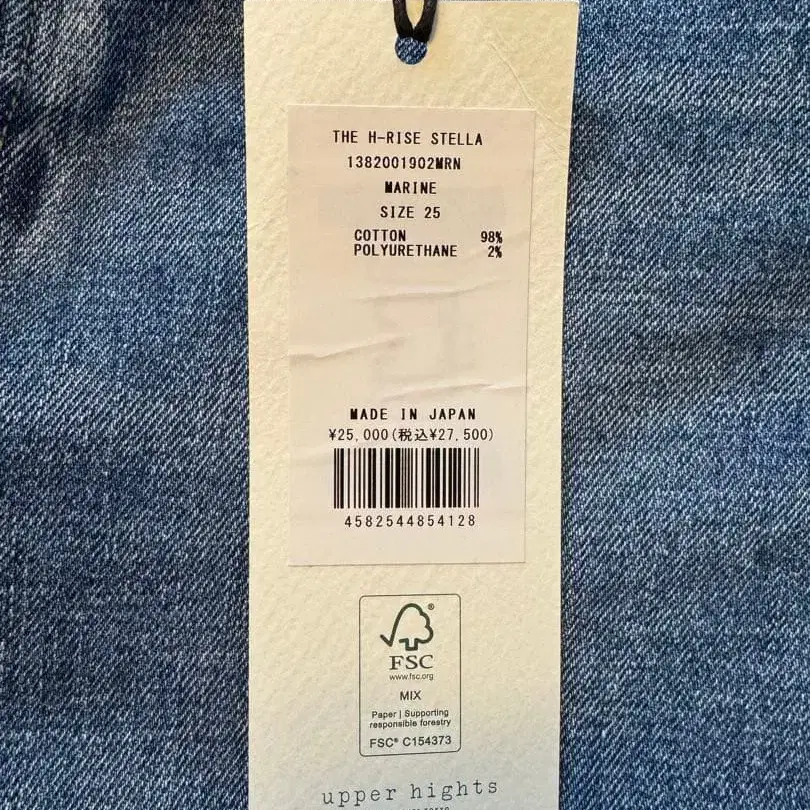 THE H-RISE STELLA
1382001902MRN
MARINE
SIZE 25
COTTON 98%
POLYURETHANE 2%
MADE IN JAPAN
¥25,000(税込¥27,500)
4582544854128
FSC®
www.fsc.org
MIX
Paper | Supporting
responsible forestry
FSC® C154373
upper hights